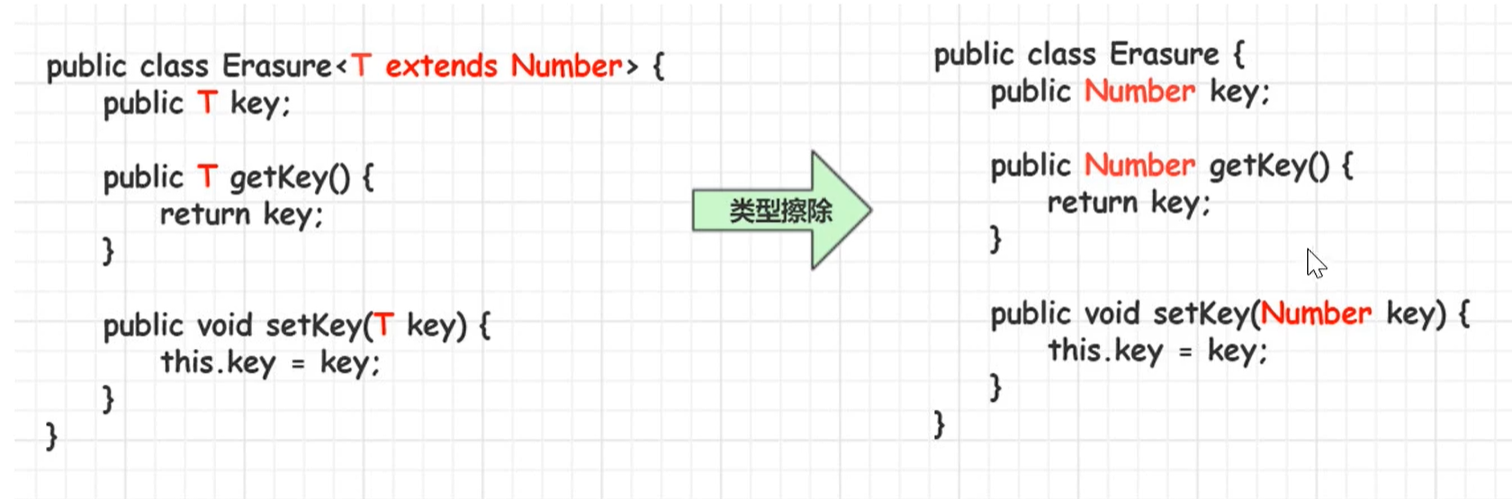 public class Erasure<T extends Number> {
public T key;
public T getKey() {
return key;
}
public void setKey(T key) {
this.key = key;
}
}
类型擦除
public class Erasure {
public Number key;
public Number getKey() {
return key;
}
public void setKey(Number key) {
this.key = key;
}
}